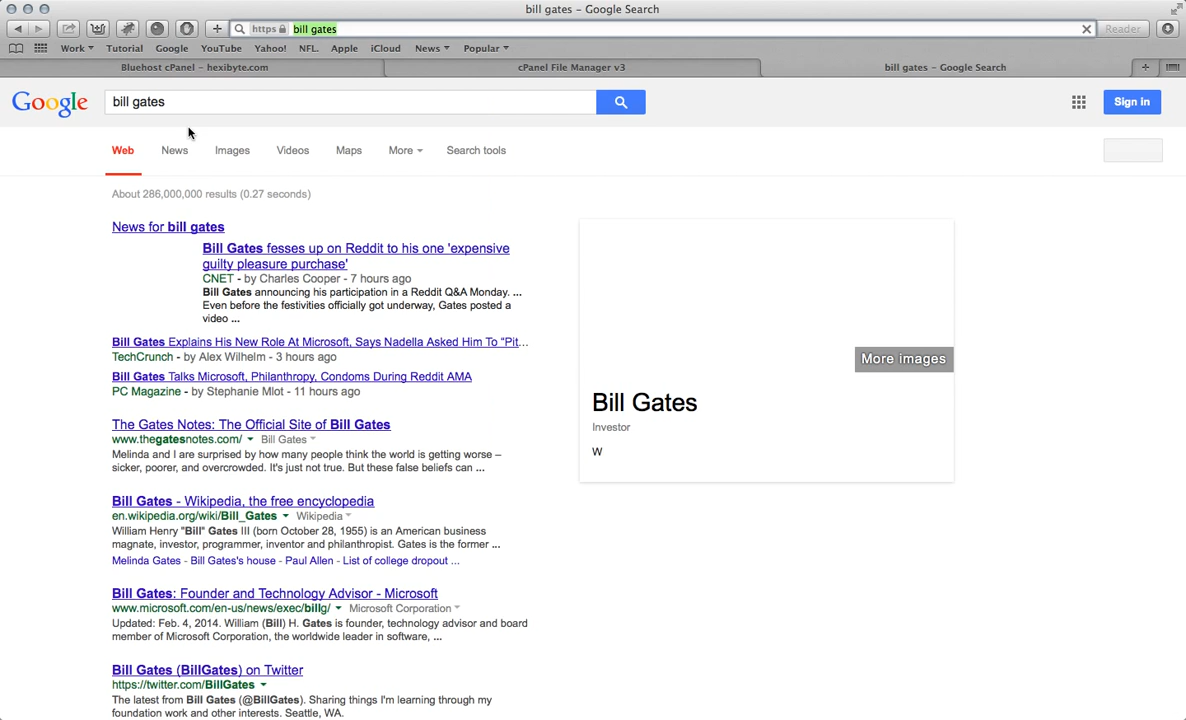 bill gates – Google Search
https bill gates
Reader
Work Tutorial Google YouTube Yahoo! NFL. Apple iCloud News Popular
Bluehost cPanel – hexibyte.com
cPanel File Manager v3
bill gates – Google Search
Google
bill gates
Sign in
Web News Images Videos Maps More Search tools
About 286,000,000 results (0.27 seconds)
News for bill gates
Bill Gates fesses up on Reddit to his one 'expensive
guilty pleasure purchase'
CNET - by Charles Cooper - 7 hours ago
Bill Gates announcing his participation in a Reddit Q&A Monday. ...
Even before the festivities officially got underway, Gates posted a
video ...
Bill Gates Explains His New Role At Microsoft, Says Nadella Asked Him To “Pit...
TechCrunch - by Alex Wilhelm - 3 hours ago
Bill Gates Talks Microsoft, Philanthropy, Condoms During Reddit AMA
PC Magazine - by Stephanie Mlot - 11 hours ago
The Gates Notes: The Official Site of Bill Gates
www.thegatesnotes.com/ Bill Gates
Melinda and I are surprised by how many people think the world is getting worse –
sicker, poorer, and overcrowded. It's just not true. But these false beliefs can ...
Bill Gates - Wikipedia, the free encyclopedia
en.wikipedia.org/wiki/Bill_Gates Wikipedia
William Henry "Bill" Gates III (born October 28, 1955) is an American business
magnate, investor, programmer, inventor and philanthropist. Gates is the former ...
Melinda Gates - Bill Gates's house - Paul Allen - List of college dropout ...
Bill Gates: Founder and Technology Advisor - Microsoft
www.microsoft.com/en-us/news/exec/billg/ Microsoft Corporation
Updated: Feb. 4, 2014. William (Bill) H. Gates is founder, technology advisor and board
member of Microsoft Corporation, the worldwide leader in software, ...
Bill Gates (BillGates) on Twitter
https://twitter.com/BillGates
The latest from Bill Gates (@BillGates). Sharing things I'm learning through my
foundation work and other interests. Seattle, WA.
More images
Bill Gates
Investor
W